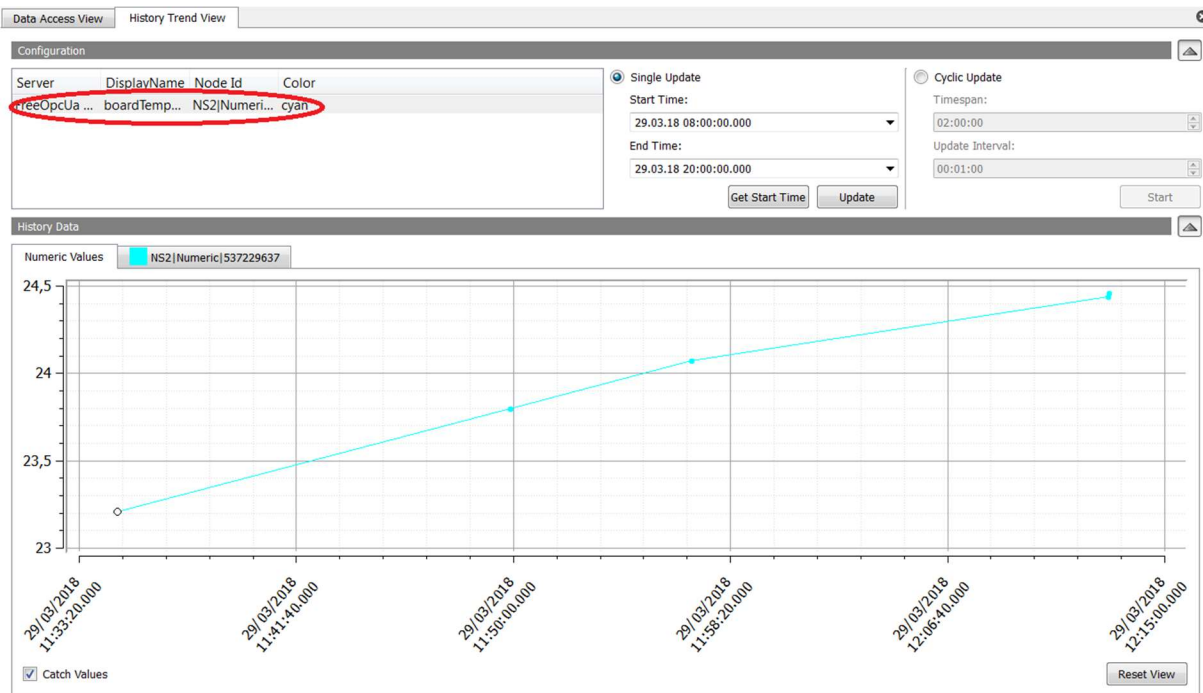 Data Access View History Trend View
Configuration
Server DisplayName Node Id Color
FreeOpcUa ... boardTemp... NS2|Numeri... cyan
Single Update
Start Time:
29.03.18 08:00:00.000
End Time:
29.03.18 20:00:00.000
Get Start Time Update
Cyclic Update
Timespan:
02:00:00
Update Interval:
00:01:00
Start
History Data
Numeric Values NS2|Numeric|537229637
24,5
24
23,5
23
29/03/2018
11:33:20.000
29/03/2018
11:41:40.000
29/03/2018
11:50:00.000
29/03/2018
11:58:20.000
29/03/2018
12:06:40.000
29/03/2018
12:15:00.000
Catch Values
Reset View